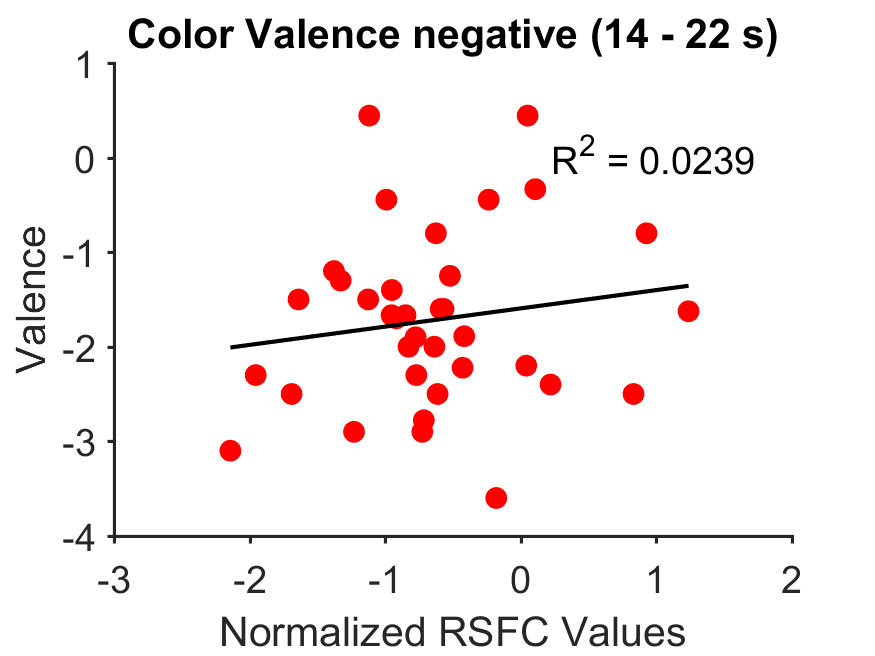 Color Valence negative (14 - 22 s)
1
0
-1
-2
-3
-4
Valence
R² = 0.0239
-3 -2 -1 0 1 2
Normalized RSFC Values